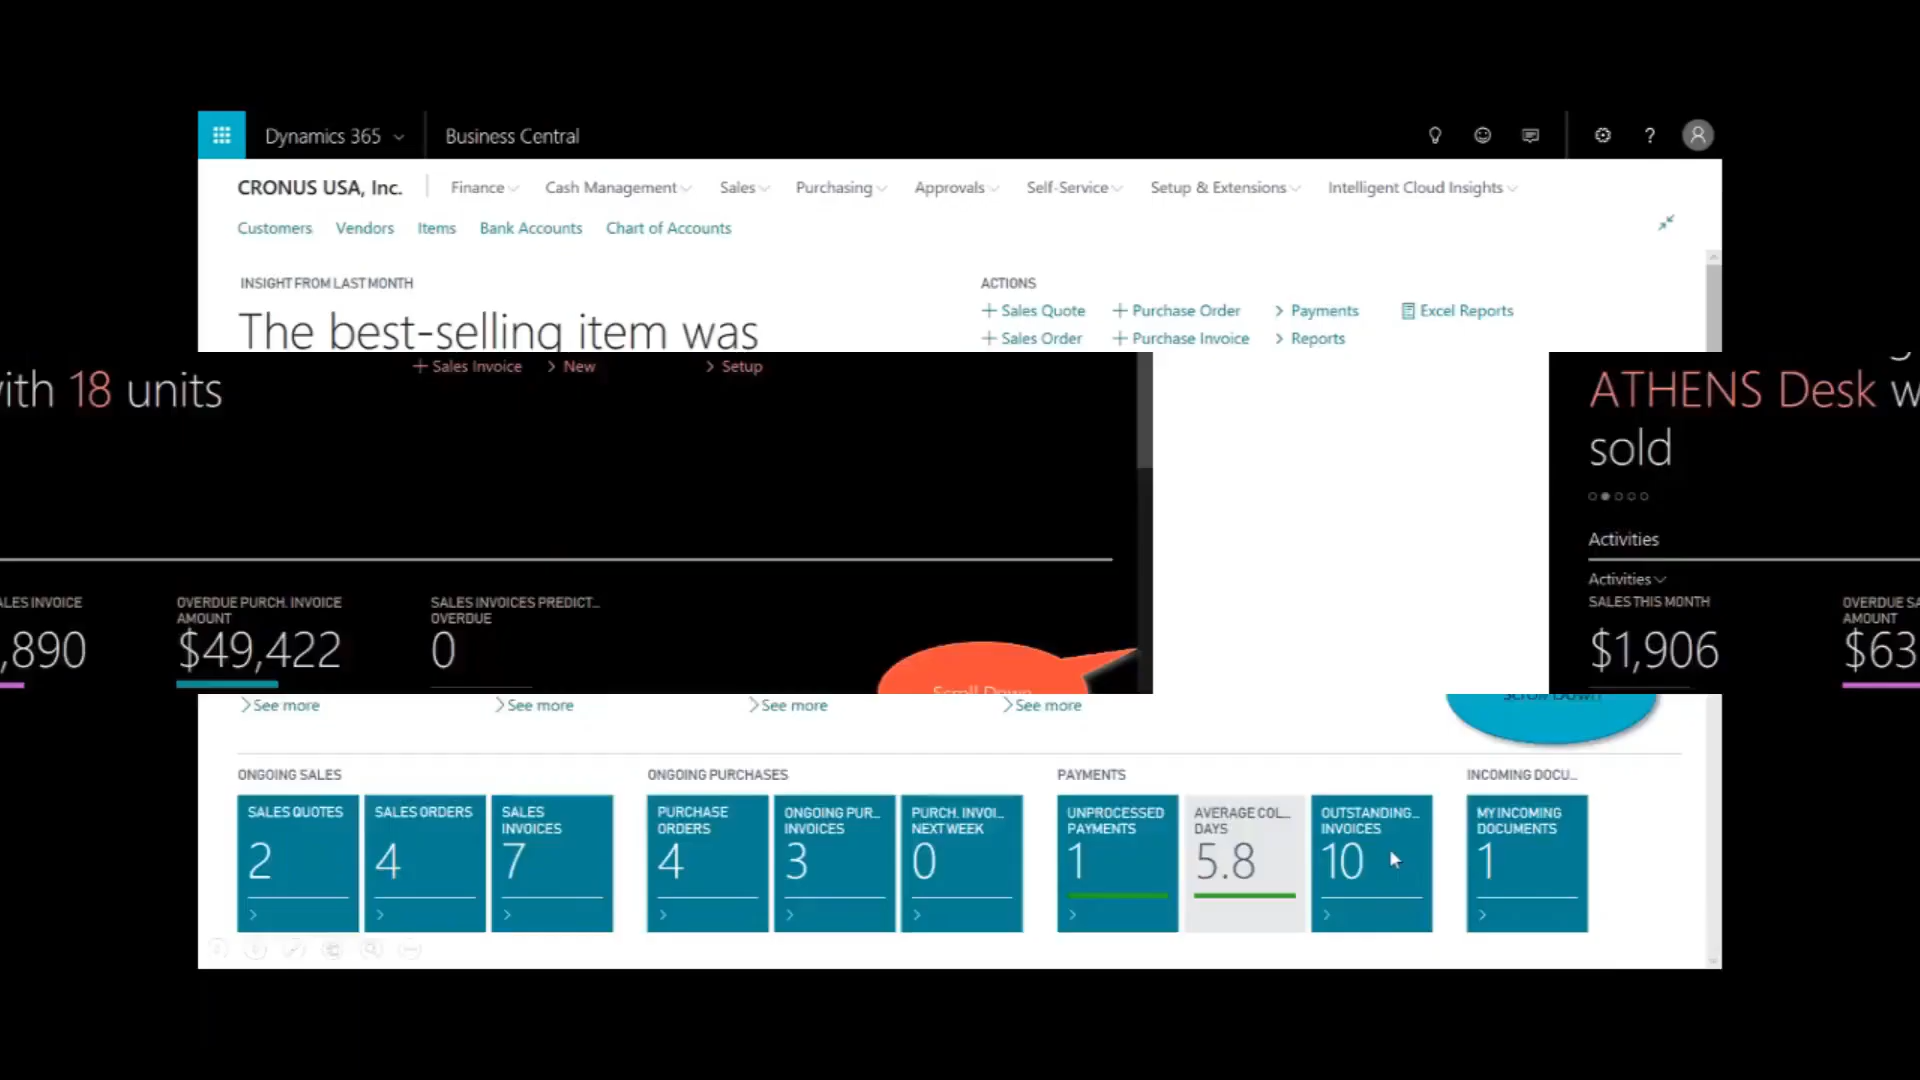 Dynamics 365
Business Central
CRONUS USA, Inc.
Finance
Cash Management
Sales
Purchasing
Approvals
Self-Service
Setup & Extensions
Intelligent Cloud Insights
Customers
Vendors
Items
Bank Accounts
Chart of Accounts
INSIGHT FROM LAST MONTH
The best-selling item was
ACTIONS
+ Sales Quote
+ Purchase Order
> Payments
Excel Reports
+ Sales Order
+ Purchase Invoice
> Reports
+ Sales Invoice
> New
> Setup
with 18 units
ATHENS Desk w
sold
Activities
Activities
ALES INVOICE
,890
OVERDUE PURCH. INVOICE
AMOUNT
$49,422
SALES INVOICES PREDICT...
OVERDUE
0
SALES THIS MONTH
$1,906
OVERDUE SA
AMOUNT
$63
Scroll Down
Scroll Down
>See more
>See more
>See more
>See more
ONGOING SALES
SALES QUOTES
2
SALES ORDERS
4
SALES
INVOICES
7
ONGOING PURCHASES
PURCHASE
ORDERS
4
ONGOING PUR...
INVOICES
3
PURCH. INVOI...
NEXT WEEK
0
PAYMENTS
UNPROCESSED
PAYMENTS
1
AVERAGE COL...
DAYS
5.8
OUTSTANDING...
INVOICES
10
INCOMING DOCU...
MY INCOMING
DOCUMENTS
1